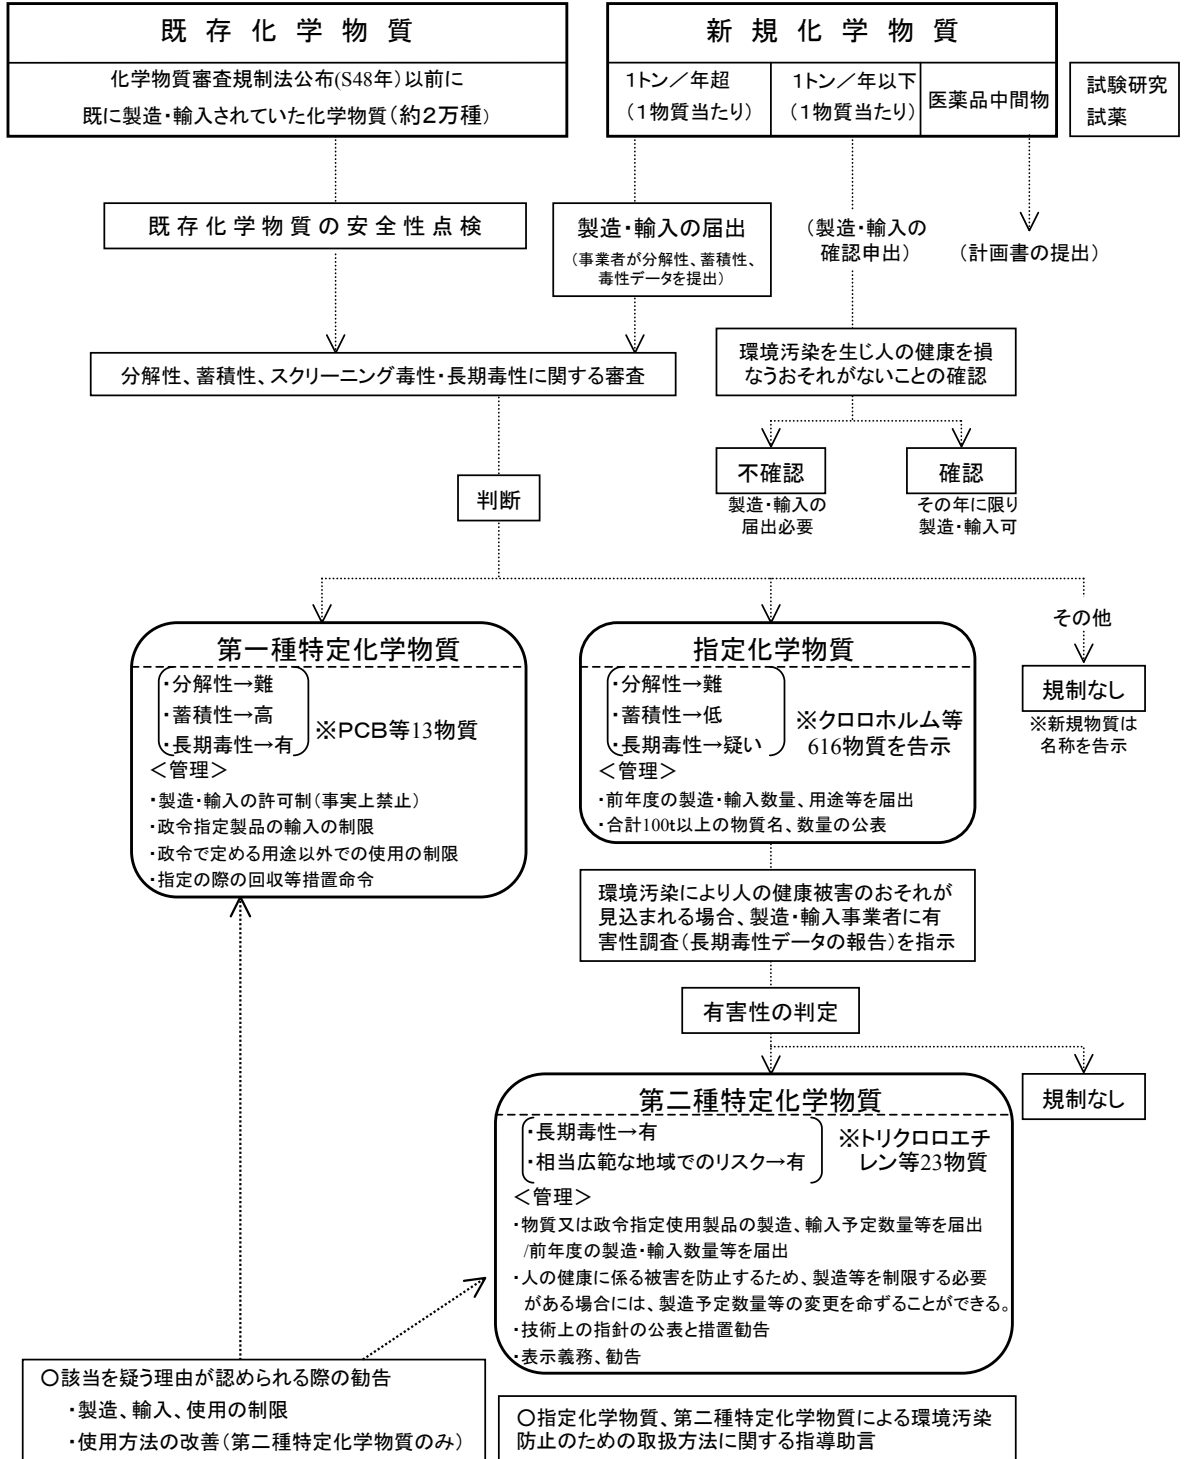 既存化学物質
化学物質審査規制法公布(S48年)以前に
既に製造・輸入されていた化学物質(約2万種)
新規化学物質
1トン/年超
(1物質当たり)
1トン/年以下
(1物質当たり)
医薬品中間物
試験研究
試薬
既存化学物質の安全性点検
製造・輸入の届出
(事業者が分解性、蓄積性、
毒性データを提出)
(製造・輸入の
確認申出)
(計画書の提出)
分解性、蓄積性、スクリーニング毒性・長期毒性に関する審査
環境汚染を生じ人の健康を損
なうおそれがないことの確認
不確認
製造・輸入の
届出必要
確認
その年に限り
製造・輸入可
判断
第一種特定化学物質
・分解性→難
・蓄積性→高
・長期毒性→有
※PCB等13物質
<管理>
・製造・輸入の許可制(事実上禁止)
・政令指定製品の輸入の制限
・政令で定める用途以外での使用の制限
・指定の際の回収等措置命令
指定化学物質
・分解性→難
・蓄積性→低
・長期毒性→疑い
※クロロホルム等
616物質を告示
<管理>
・前年度の製造・輸入数量、用途等を届出
・合計100t以上の物質名、数量の公表
その他
規制なし
※新規物質は
名称を告示
環境汚染により人の健康被害のおそれが
見込まれる場合、製造・輸入事業者に有
害性調査(長期毒性データの報告)を指示
有害性の判定
規制なし
第二種特定化学物質
・長期毒性→有
・相当広範な地域でのリスク→有
※トリクロロエチ
レン等23物質
<管理>
・物質又は政令指定使用製品の製造、輸入予定数量等を届出
/前年度の製造・輸入数量等を届出
・人の健康に係る被害を防止するため、製造等を制限する必要
がある場合には、製造予定数量等の変更を命ずることができる。
・技術上の指針の公表と措置勧告
・表示義務、勧告
○該当を疑う理由が認められる際の勧告
・製造、輸入、使用の制限
・使用方法の改善(第二種特定化学物質のみ)
○指定化学物質、第二種特定化学物質による環境汚染
防止のための取扱方法に関する指導助言